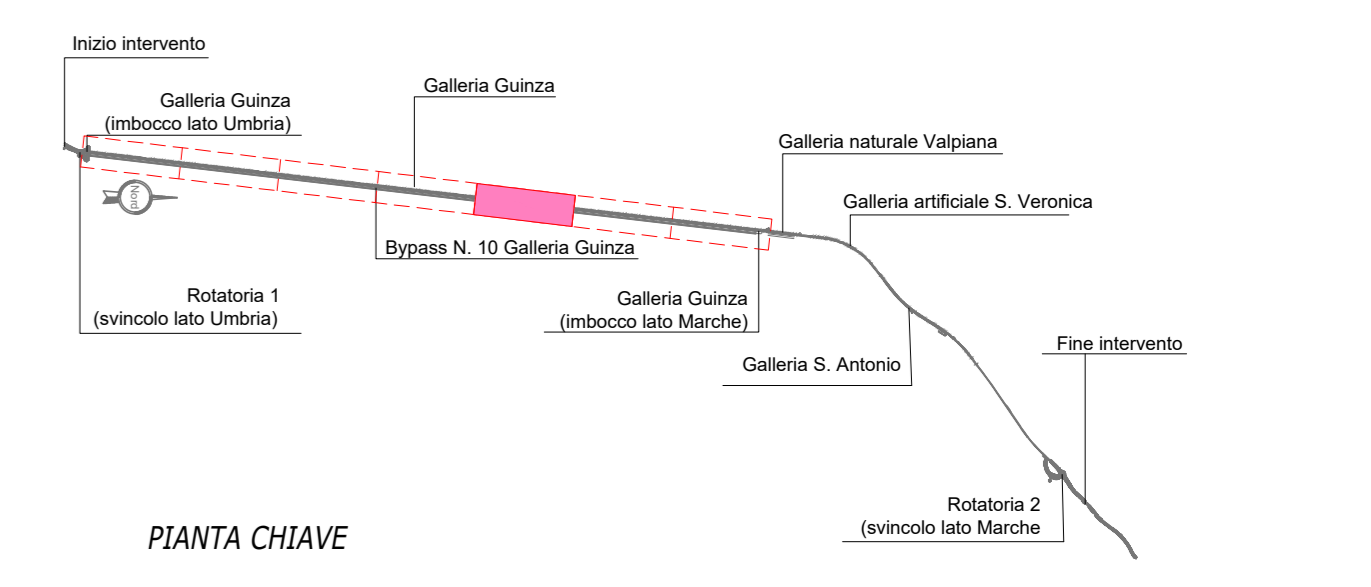 Inizio intervento
Galleria Guinza
(imbocco lato Umbria)
Galleria Guinza
Galleria naturale Valpiana
Galleria artificiale S. Veronica
Nord
Bypass N. 10 Galleria Guinza
Rotatoria 1
(svincolo lato Umbria)
Galleria Guinza
(imbocco lato Marche)
Galleria S. Antonio
Fine intervento
Rotatoria 2
(svincolo lato Marche
PIANTA CHIAVE